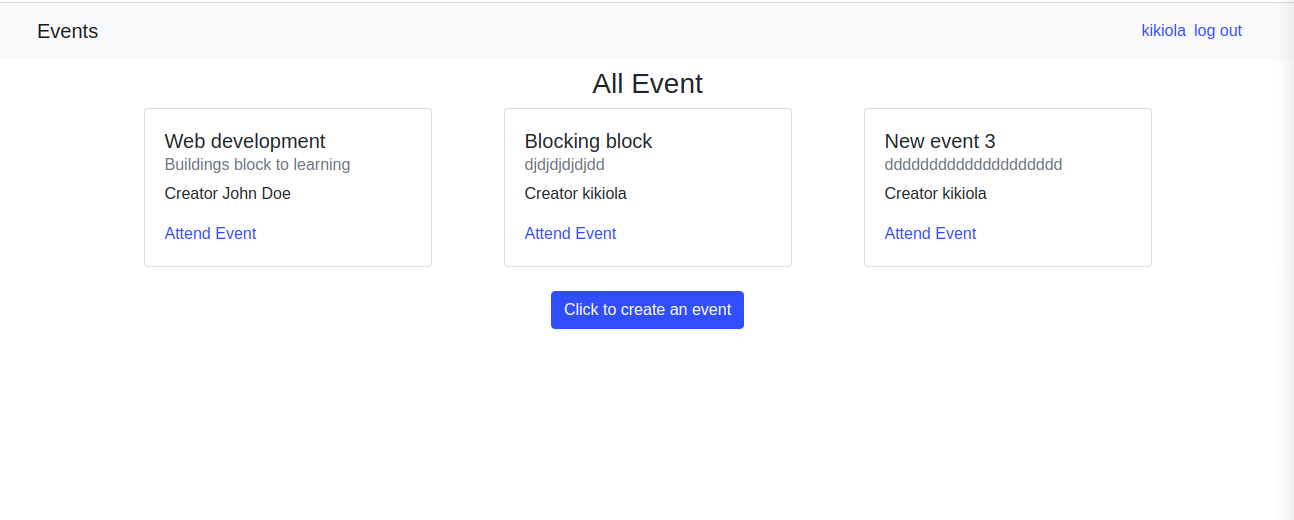 Events
kikiola log out
All Event
Web development
Buildings block to learning
Creator John Doe
Attend Event
Blocking block
djdjdjdjdjdd
Creator kikiola
Attend Event
New event 3
dddddddddddddddddddd
Creator kikiola
Attend Event
Click to create an event